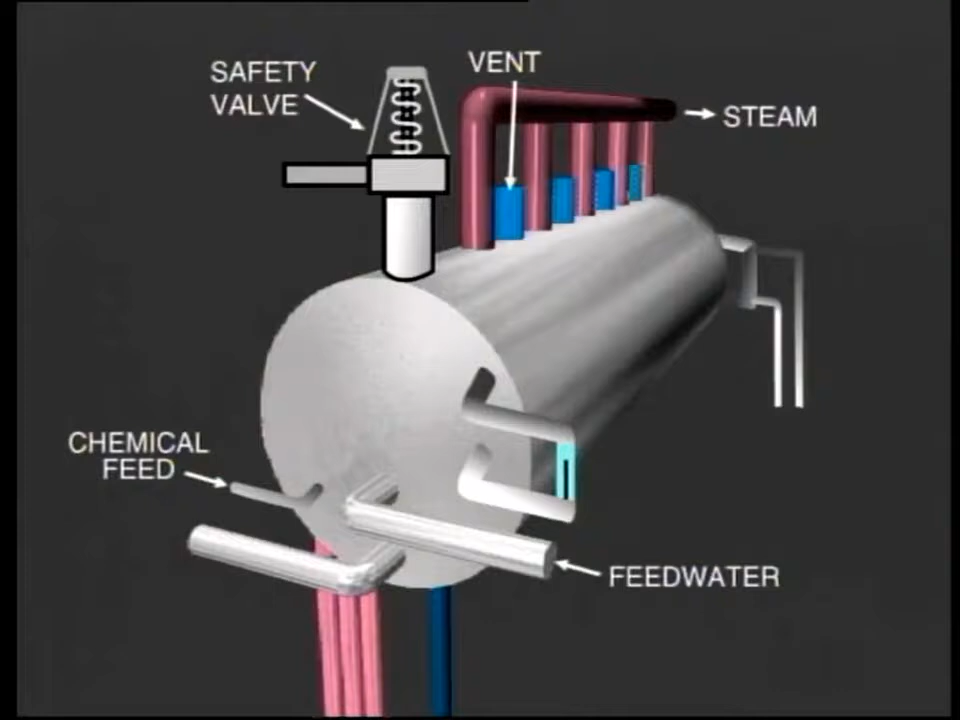 SAFETY
VALVE
VENT
STEAM
CHEMICAL
FEED
FEEDWATER